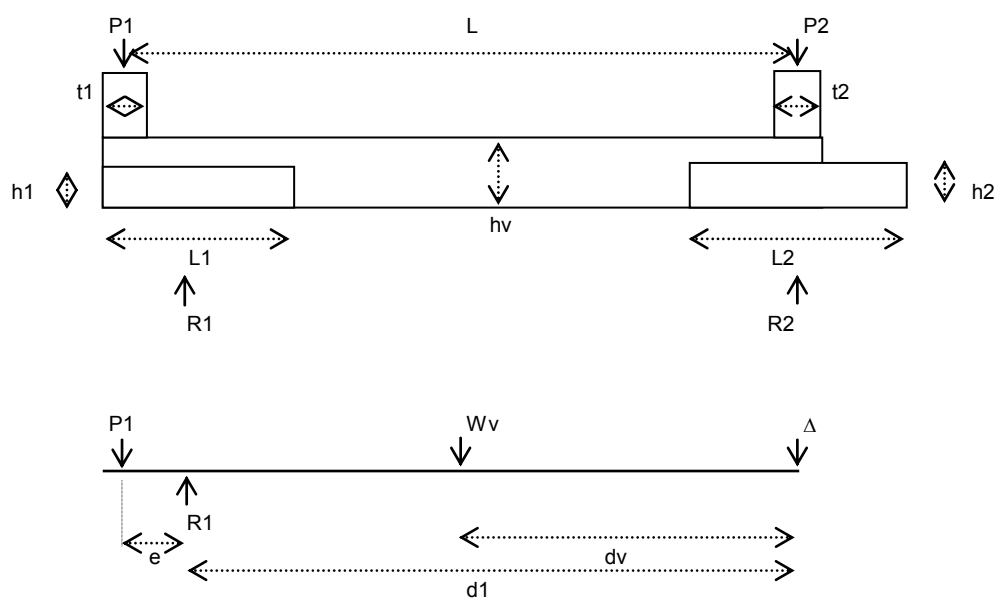 P1 L P2
t1 t2
h1 h2
hv
L1 L2
R1 R2
P1 Wv Δ
R1
e dv
d1